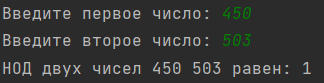 Введите первое число: 450
Введите второе число: 503
НОД двух чисел 450 503 равен: 1